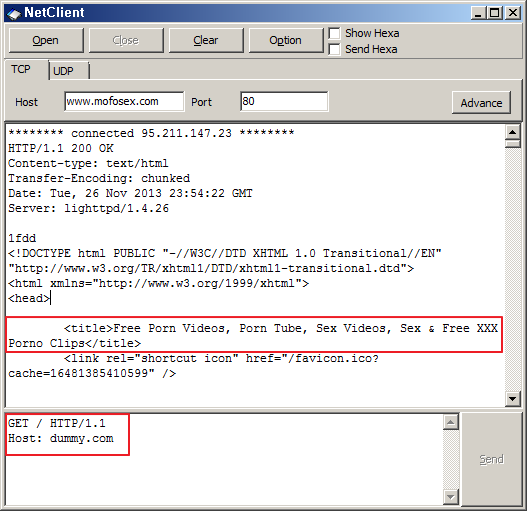 NetClient
Open Close Clear Option Show Hexa
Send Hexa
TCP UDP
Host www.mofosex.com Port 80 Advance
******** connected 95.211.147.23 ********
HTTP/1.1 200 OK
Content-type: text/html
Transfer-Encoding: chunked
Date: Tue, 26 Nov 2013 23:54:22 GMT
Server: lighttpd/1.4.26
1fdd
<!DOCTYPE html PUBLIC "-//W3C//DTD XHTML 1.0 Transitional//EN"
"http://www.w3.org/TR/xhtml1/DTD/xhtml1-transitional.dtd">
<html xmlns="http://www.w3.org/1999/xhtml">
<head>
<title>Free Porn Videos, Porn Tube, Sex Videos, Sex & Free XXX
Porno Clips</title>
<link rel="shortcut icon" href="/favicon.ico?
cache=16481385410599" />
GET / HTTP/1.1
Host: dummy.com
Send